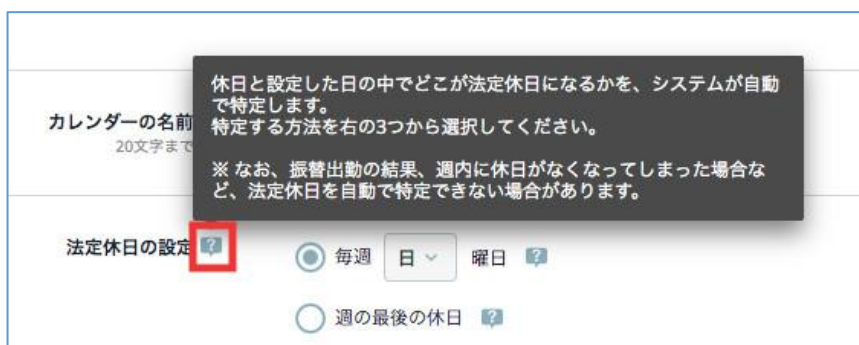 休日と設定した日の中でどこが法定休日になるかを、システムが自動
で特定します。
特定する方法を右の3つから選択してください。
※ なお、振替出勤の結果、週内に休日がなくなってしまった場合な
ど、法定休日を自動で特定できない場合があります。
カレンダーの名前
20文字まで
法定休日の設定 ?
毎週 日 曜日 ?
週の最後の休日 ?